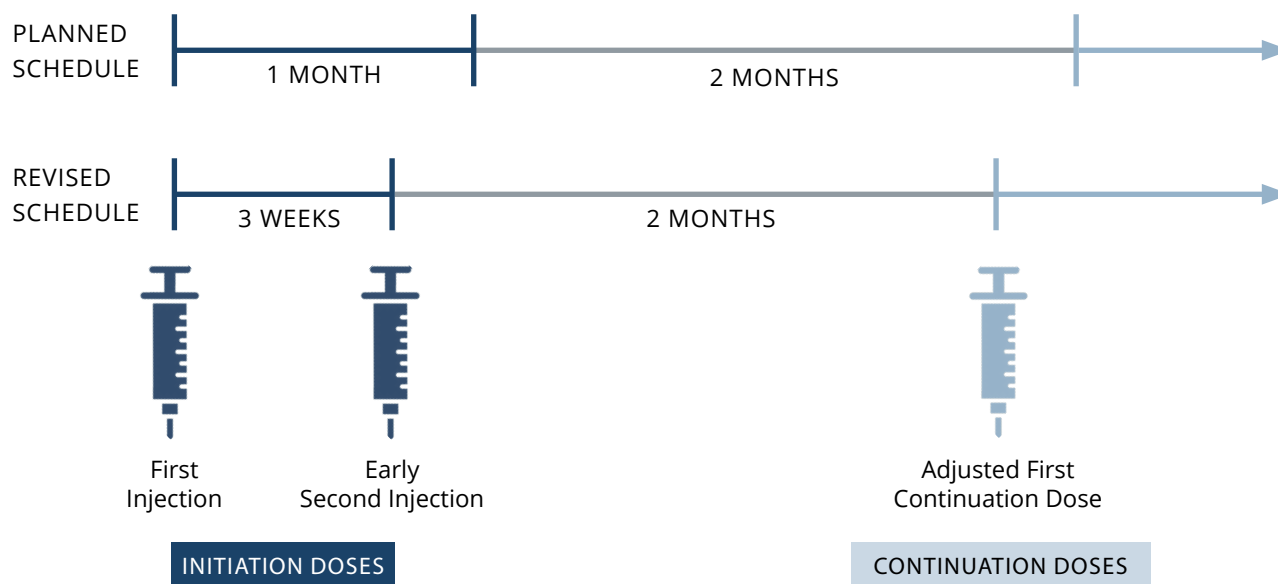 PLANNED
SCHEDULE
1 MONTH
2 MONTHS
REVISED
SCHEDULE
3 WEEKS
2 MONTHS
First
Injection
Early
Second Injection
Adjusted First
Continuation Dose
INITIATION DOSES
CONTINUATION DOSES